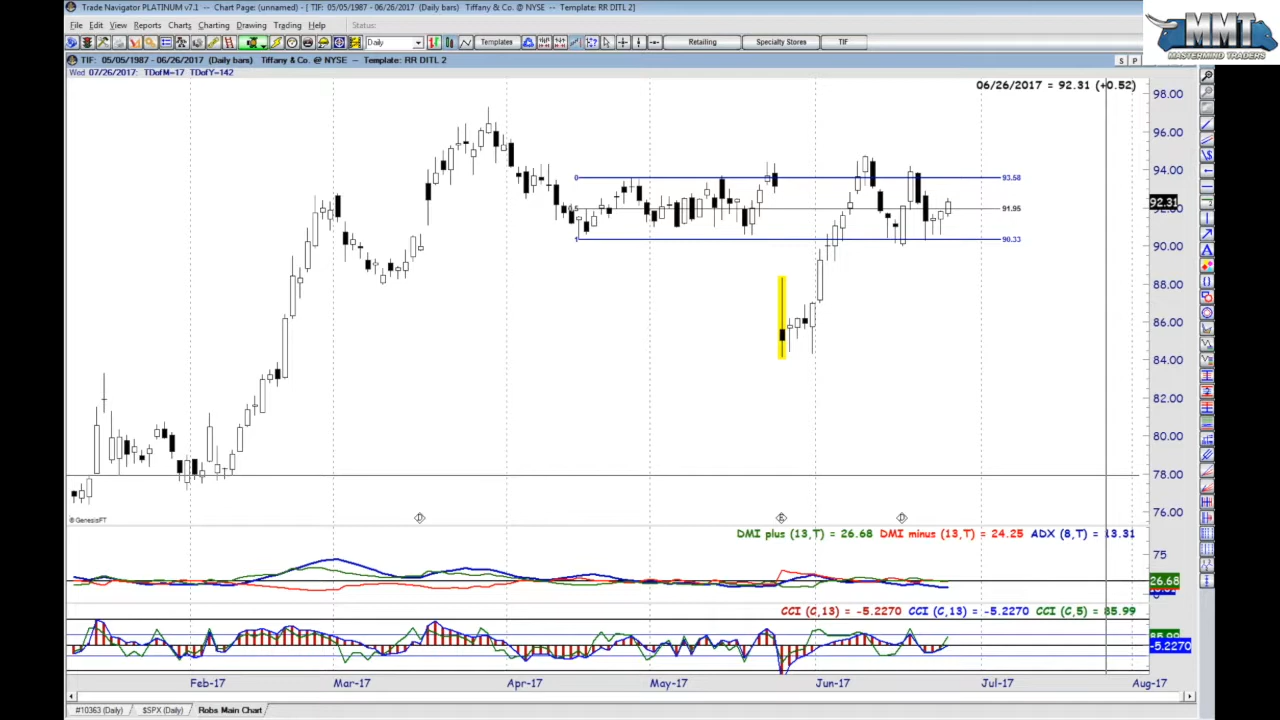 Trade Navigator PLATINUM v7.1 - Chart Page: (unnamed) - [ TIF: 05/05/1987 - 06/26/2017 (Daily bars) Tiffany & Co. @ NYSE - Template: RR DITL 2]
MMT
MASTERMIND TRADERS
File Edit View Reports Charts Charting Drawing Trading Help Status:
Daily Templates Retailing Specialty Stores TIF
TIF: 05/05/1987 - 06/26/2017 (Daily bars) Tiffany & Co. @ NYSE - Template: RR DITL 2 S P
Wed 07/26/2017: TDofM=17 TDofY=142
06/26/2017 = 92.31 (+0.52)
98.00
96.00
94.00
0 93.58
92.31
92.00
91.95
1 90.33
90.00
88.00
86.00
84.00
82.00
80.00
78.00
76.00
D E D
© GenesisFT
DMI plus (13,T) = 26.68 DMI minus (13,T) = 24.25 ADX (8,T) = 13.31
75
26.68
CCI (C,13) = -5.2270 CCI (C,13) = -5.2270 CCI (C,5) = 85.99
85.99
-5.2270
Feb-17 Mar-17 Apr-17 May-17 Jun-17 Jul-17 Aug-17
#10363 (Daily) $SPX (Daily) Robs Main Chart